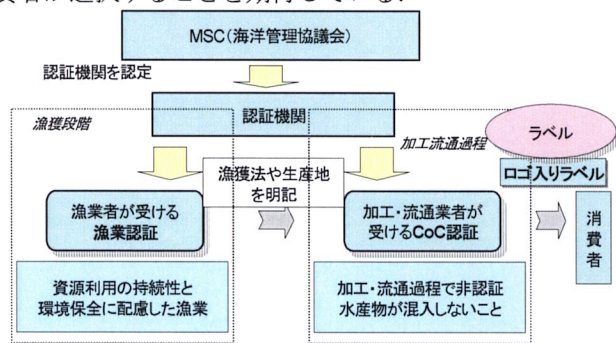 MSC(海洋管理協議会)
認証機関を認定
認証機関
漁獲段階
加工流通過程
ラベル
ロゴ入りラベル
漁獲法や生産地
を明記
漁業者が受ける
漁業認証
加工・流通業者が
受けるCoC認証
消費者
資源利用の持続性と
環境保全に配慮した漁業
加工・流通過程で非認証
水産物が混入しないこと